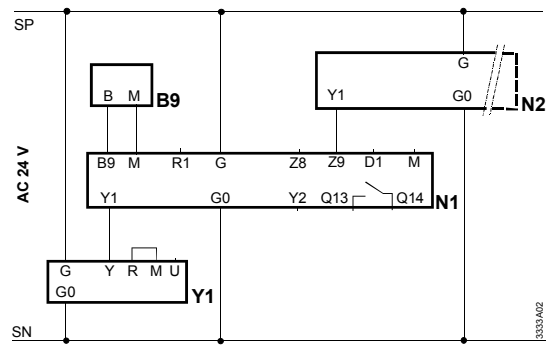 SP
G
B M B9
Y1 G0 N2
AC 24 V
B9 M R1 G Z8 Z9 D1 M
Y1 G0 Y2 Q13 Q14 N1
G Y R M U
G0 Y1
SN
3333A02